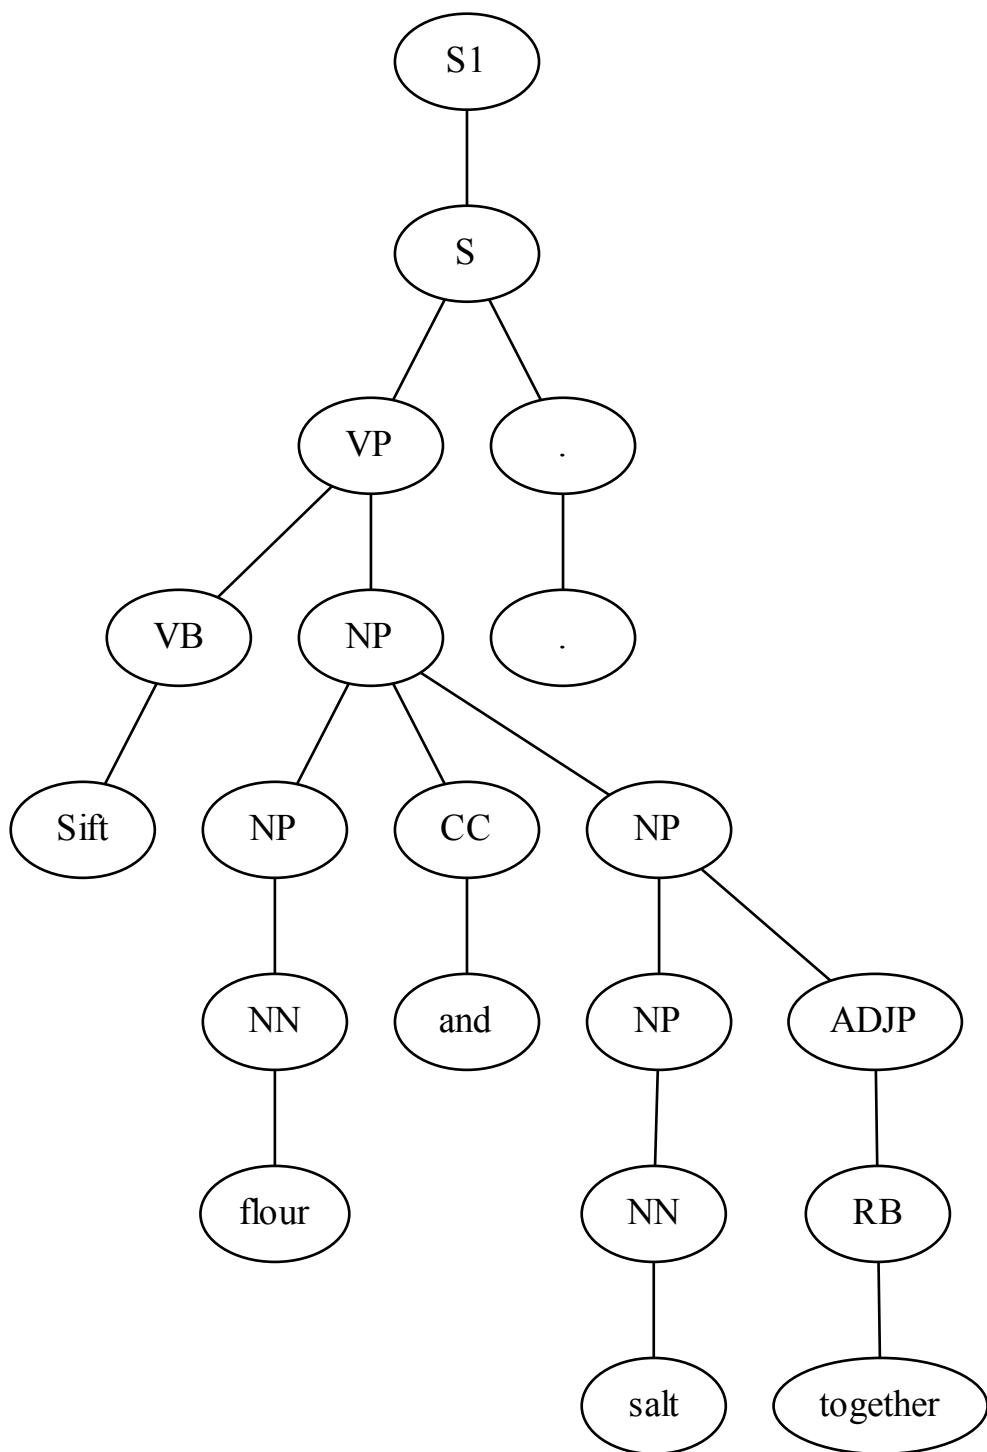 S1
S
VP .
VB NP .
Sift NP CC NP
NN and NP ADJP
flour NN RB
salt together